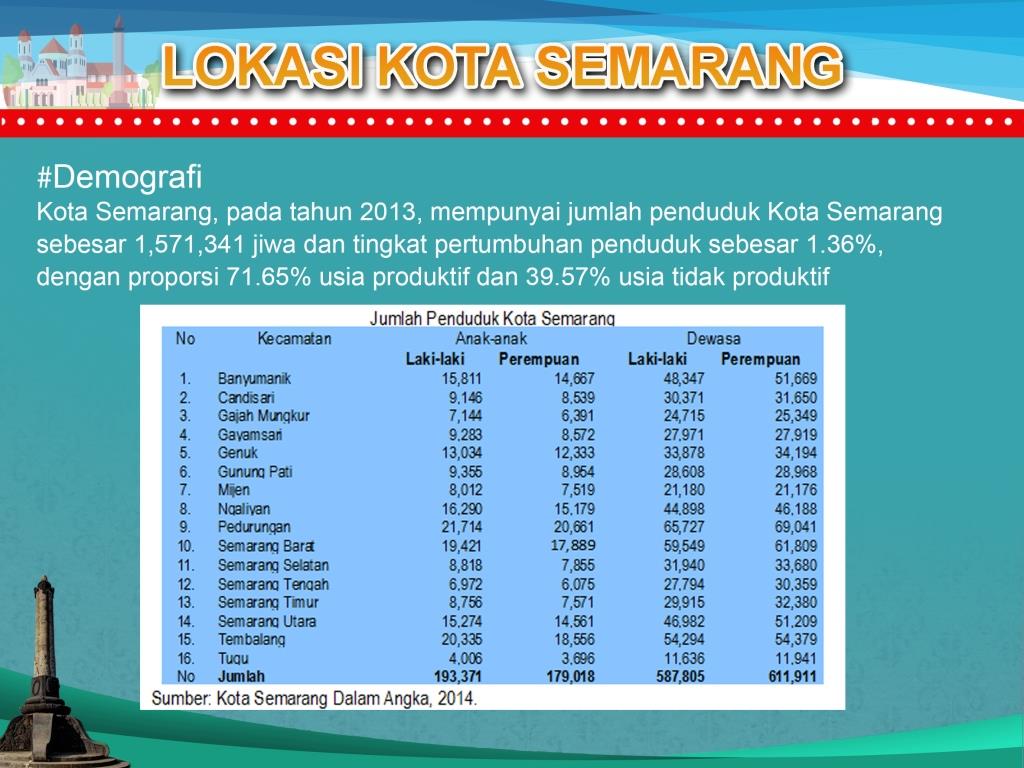 LOKASI KOTA SEMARANG
#Demografi
Kota Semarang, pada tahun 2013, mempunyai jumlah penduduk Kota Semarang
sebesar 1,571,341 jiwa dan tingkat pertumbuhan penduduk sebesar 1.36%,
dengan proporsi 71.65% usia produktif dan 39.57% usia tidak produktif
Jumlah Penduduk Kota Semarang
No Kecamatan Anak-anak Dewasa
Laki-laki Perempuan Laki-laki Perempuan
1. Banyumanik 15,811 14,667 48,347 51,669
2. Candisari 9,146 8,539 30,371 31,650
3. Gajah Mungkur 7,144 6,391 24,715 25,349
4. Gayamsari 9,283 8,572 27,971 27,919
5. Genuk 13,034 12,333 33,878 34,194
6. Gunung Pati 9,355 8,954 28,608 28,968
7. Mijen 8,012 7,519 21,180 21,176
8. Ngaliyan 16,290 15,179 44,898 46,188
9. Pedurungan 21,714 20,661 65,727 69,041
10. Semarang Barat 19,421 17,889 59,549 61,809
11. Semarang Selatan 8,818 7,855 31,940 33,680
12. Semarang Tengah 6,972 6,075 27,794 30,359
13. Semarang Timur 8,756 7,571 29,915 32,380
14. Semarang Utara 15,274 14,561 46,982 51,209
15. Tembalang 20,335 18,556 54,294 54,379
16. Tugu 4,006 3,696 11,636 11,941
No Jumlah 193,371 179,018 587,805 611,911
Sumber: Kota Semarang Dalam Angka, 2014.